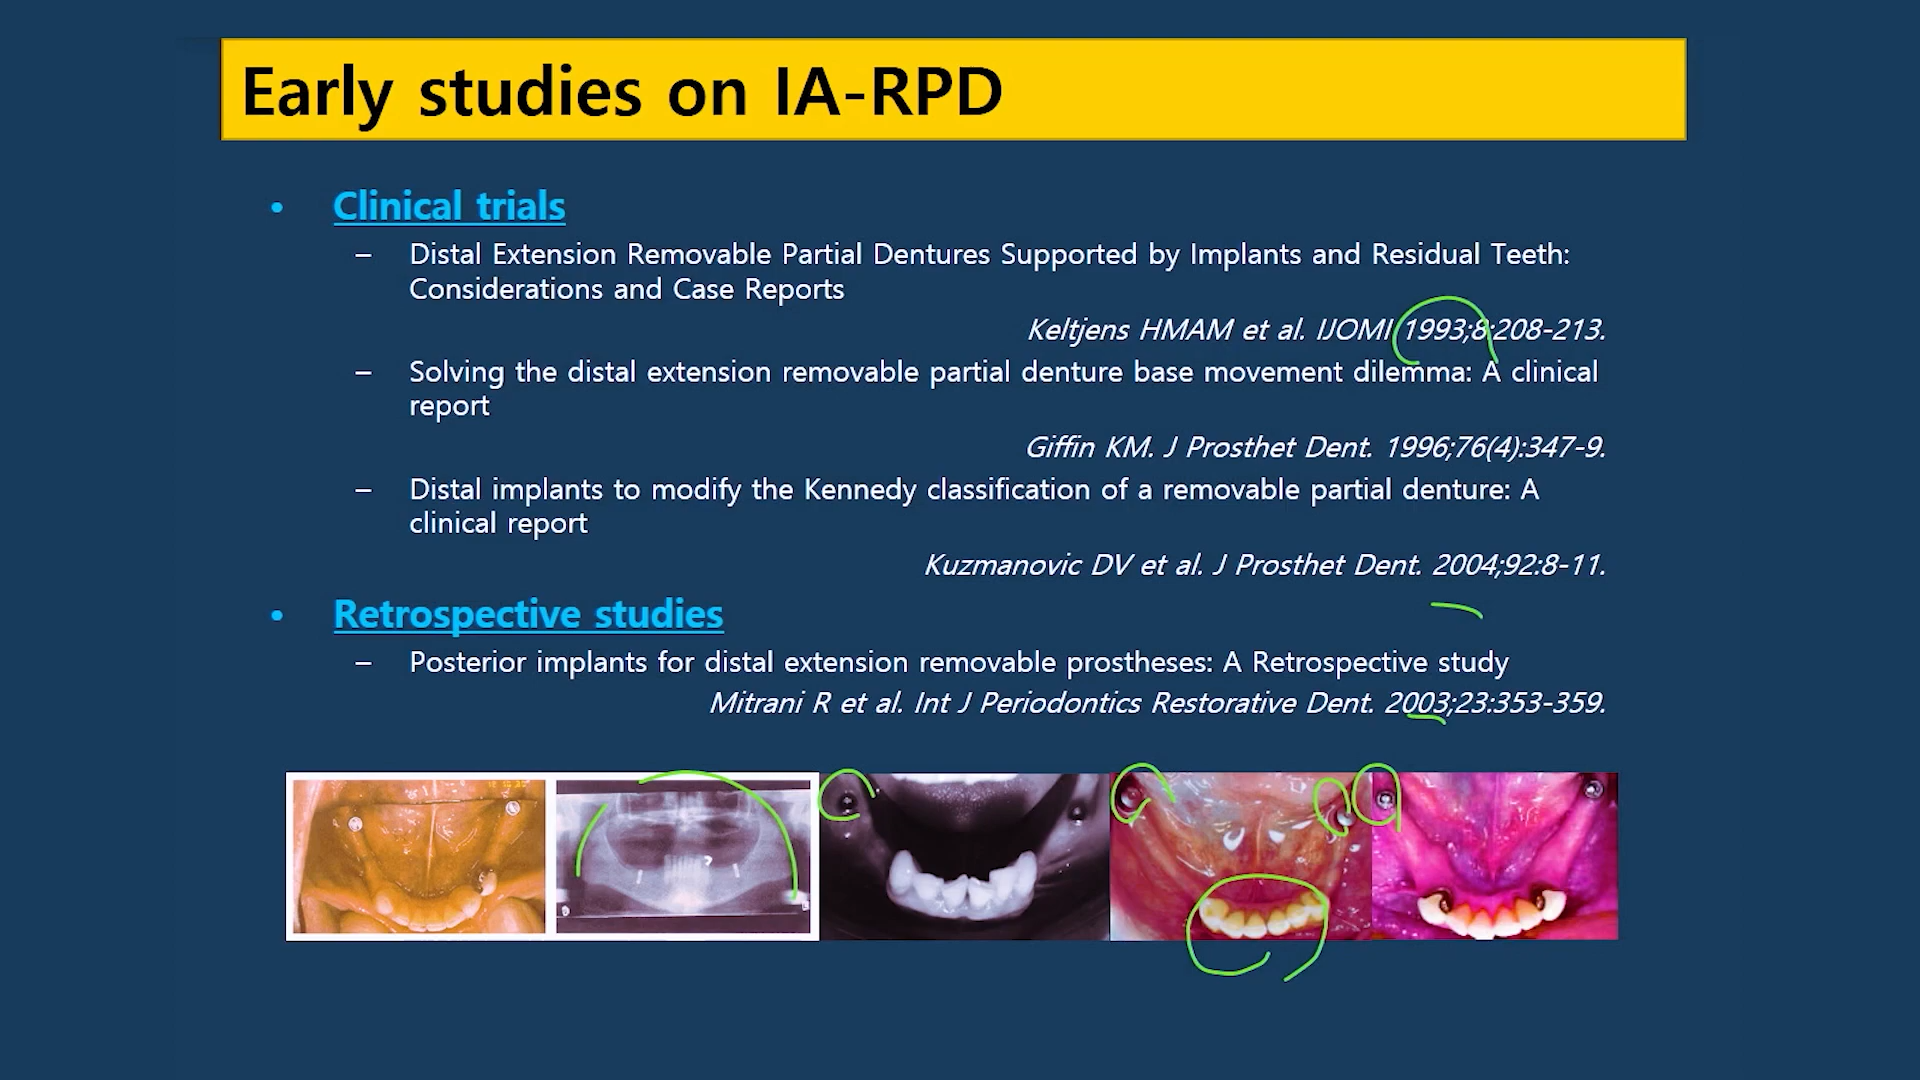 Early studies on IA-RPD
• Clinical trials
– Distal Extension Removable Partial Dentures Supported by Implants and Residual Teeth:
Considerations and Case Reports
Keltjens HMAM et al. IJOMI 1993;8:208-213.
– Solving the distal extension removable partial denture base movement dilemma: A clinical
report
Giffin KM. J Prosthet Dent. 1996;76(4):347-9.
– Distal implants to modify the Kennedy classification of a removable partial denture: A
clinical report
Kuzmanovic DV et al. J Prosthet Dent. 2004;92:8-11.
• Retrospective studies
– Posterior implants for distal extension removable prostheses: A Retrospective study
Mitrani R et al. Int J Periodontics Restorative Dent. 2003;23:353-359.